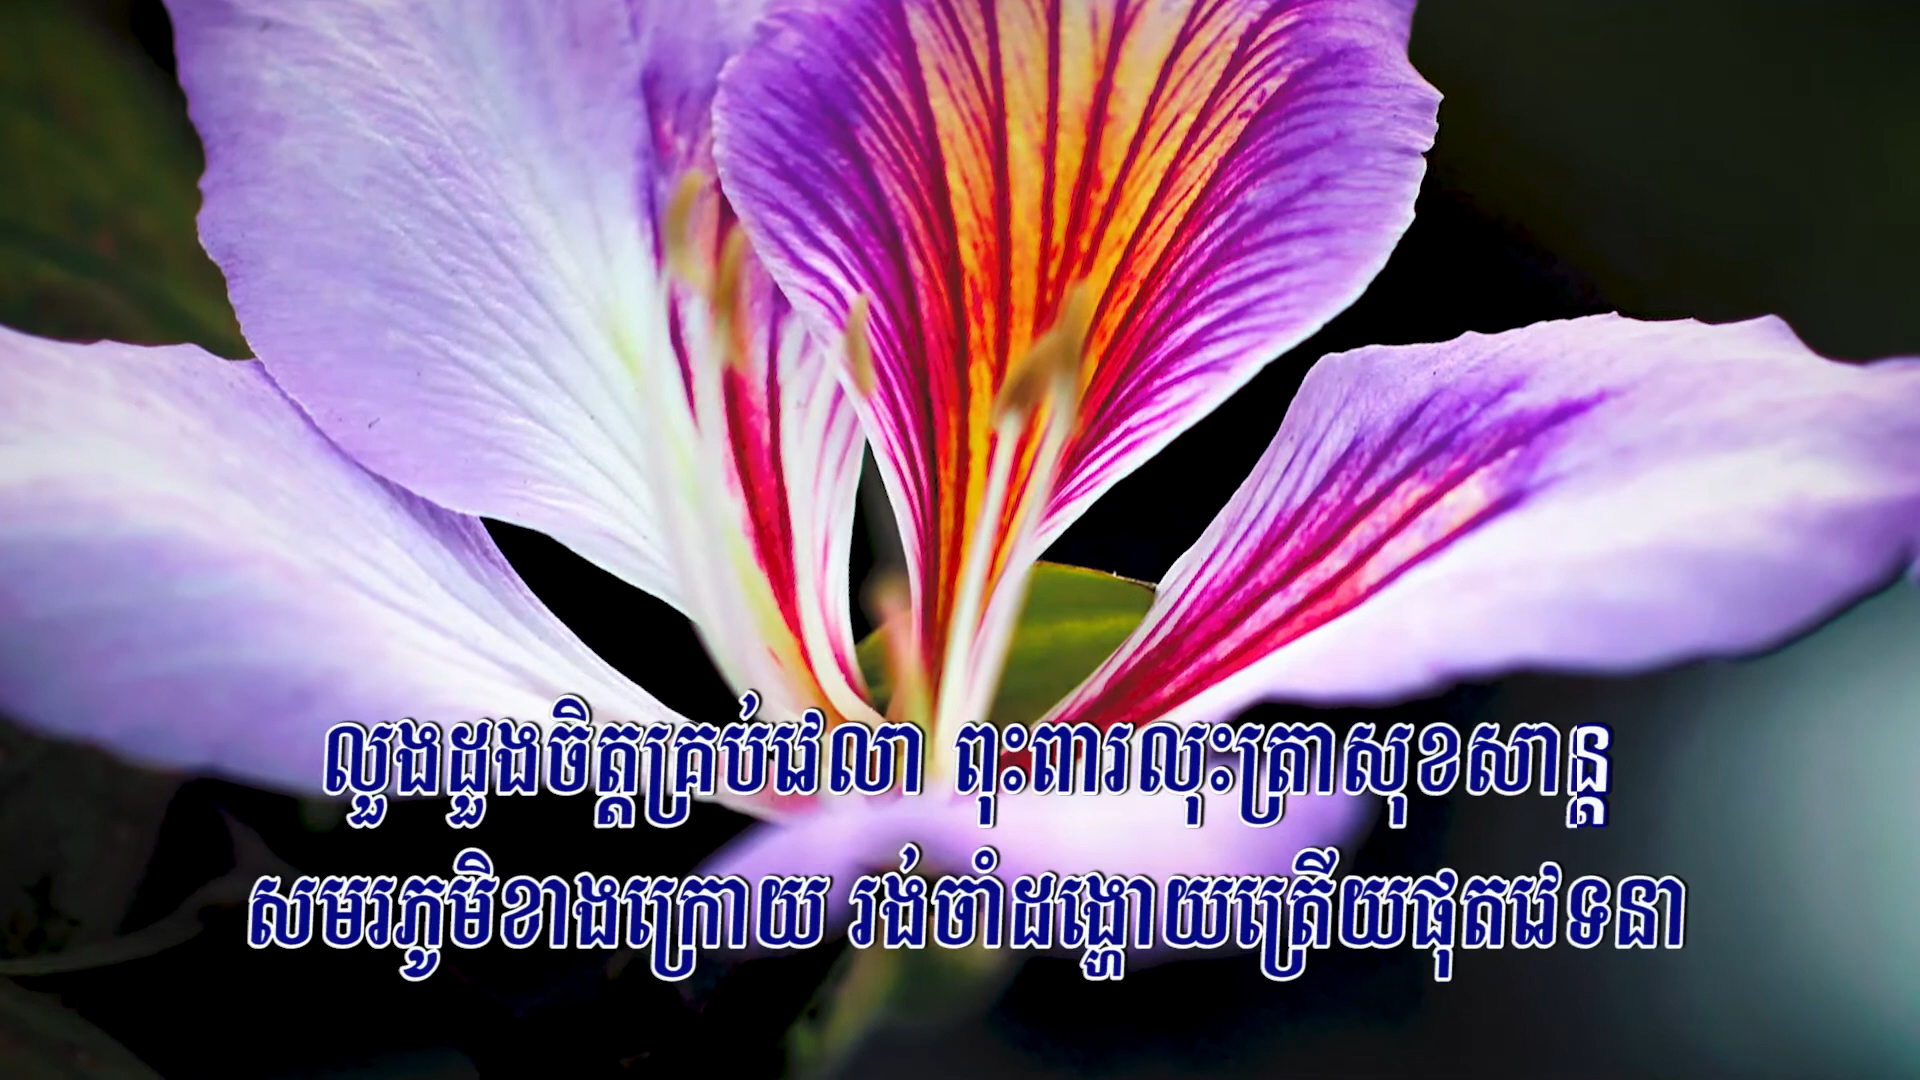 លួងដួងចិត្តគ្រប់វេលា ពុះពារលុះត្រាសុខសាន្ត
សមរភូមិខាងក្រោយ រង់ចាំដង្ហោយត្រើយផុតវេទនា